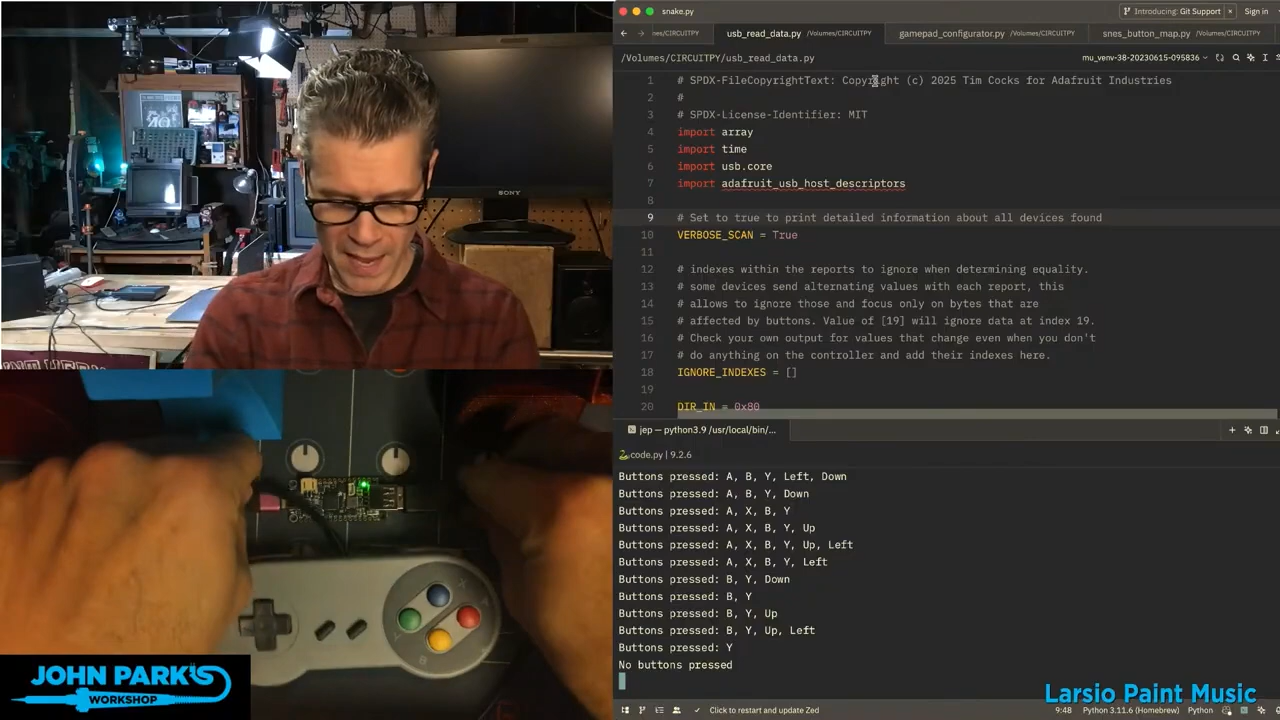 snake.py
Introducing: Git Support
Sign in
/Volumes/CIRCUITPY
usb_read_data.py /Volumes/CIRCUITPY
gamepad_configurator.py /Volumes/CIRCUITPY
snes_button_map.py /Volumes/CIRCUITPY
/Volumes/CIRCUITPY/usb_read_data.py
mu_venv-38-20230615-095836
1 # SPDX-FileCopyrightText: Copyright (c) 2025 Tim Cocks for Adafruit Industries
2 #
3 # SPDX-License-Identifier: MIT
4 import array
5 import time
6 import usb.core
7 import adafruit_usb_host_descriptors
8
9 # Set to true to print detailed information about all devices found
10 VERBOSE_SCAN = True
11
12 # indexes within the reports to ignore when determining equality.
13 # some devices send alternating values with each report, this
14 # allows to ignore those and focus only on bytes that are
15 # affected by buttons. Value of [19] will ignore data at index 19.
16 # Check your own output for values that change even when you don't
17 # do anything on the controller and add their indexes here.
18 IGNORE_INDEXES = []
19
20 DIR_IN = 0x80
jep — python3.9 /usr/local/bin/...
code.py | 9.2.6
Buttons pressed: A, B, Y, Left, Down
Buttons pressed: A, B, Y, Down
Buttons pressed: A, X, B, Y
Buttons pressed: A, X, B, Y, Up
Buttons pressed: A, X, B, Y, Up, Left
Buttons pressed: A, X, B, Y, Left
Buttons pressed: B, Y, Down
Buttons pressed: B, Y
Buttons pressed: B, Y, Up
Buttons pressed: B, Y, Up, Left
Buttons pressed: Y
No buttons pressed
Click to restart and update Zed
9:48
Python 3.11.6 (Homebrew)
Python
SONY
B
JOHN PARK'S
WORKSHOP
Larsio Paint Music